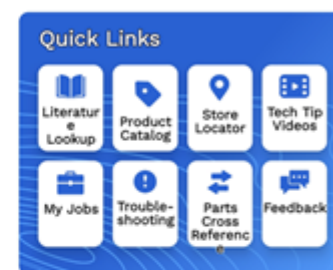 Quick Links
Literatur
e
Lookup
Product
Catalog
Store
Locator
Tech Tip
Videos
My Jobs
Trouble-
shooting
Parts
Cross
Referenc
e
Feedback